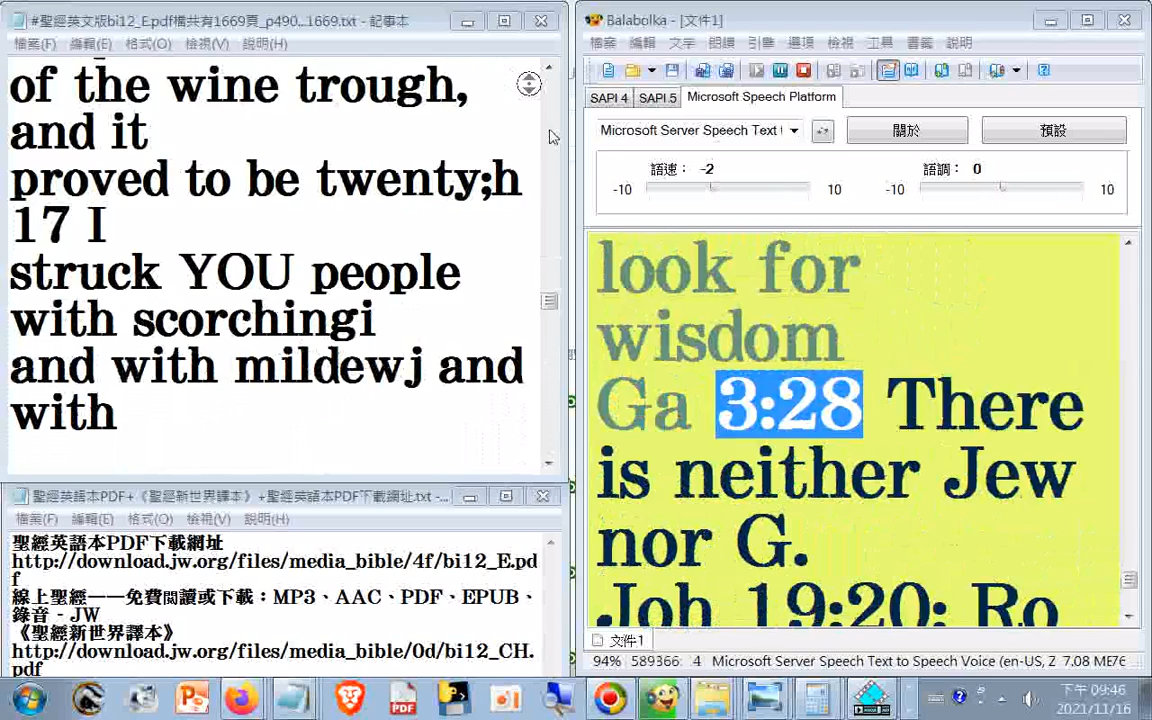 #聖經英文版bi12_E.pdf檔共有1669頁_p490...1669.txt - 記事本
檔案(F) 編輯(E) 格式(O) 檢視(V) 說明(H)
of the wine trough,
and it
proved to be twenty;h
17 I
struck YOU people
with scorchingi
and with mildewj and
with
聖經英語本PDF+《聖經新世界譯本》+聖經英語本PDF下載網址.txt -...
檔案(F) 編輯(E) 格式(O) 檢視(V) 說明(H)
聖經英語本PDF下載網址
http://download.jw.org/files/media_bible/4f/bi12_E.pd
f
線上聖經——免費閱讀或下載：MP3、AAC、PDF、EPUB、
錄音 - JW
《聖經新世界譯本》
http://download.jw.org/files/media_bible/0d/bi12_CH.
pdf
Balabolka - [文件1]
檔案 編輯 文字 朗讀 引擎 選項 檢視 工具 書籤 說明
SAPI 4 SAPI 5 Microsoft Speech Platform
Microsoft Server Speech Text 關於 預設
語速： -2 語調： 0
-10 10 -10 10
look for
wisdom
Ga 3:28 There
is neither Jew
nor G.
Joh 19:20; Ro
文件1
94% 589366: 4 Microsoft Server Speech Text to Speech Voice (en-US, Z 7.08 ME76
下午 09:46
2021/11/16